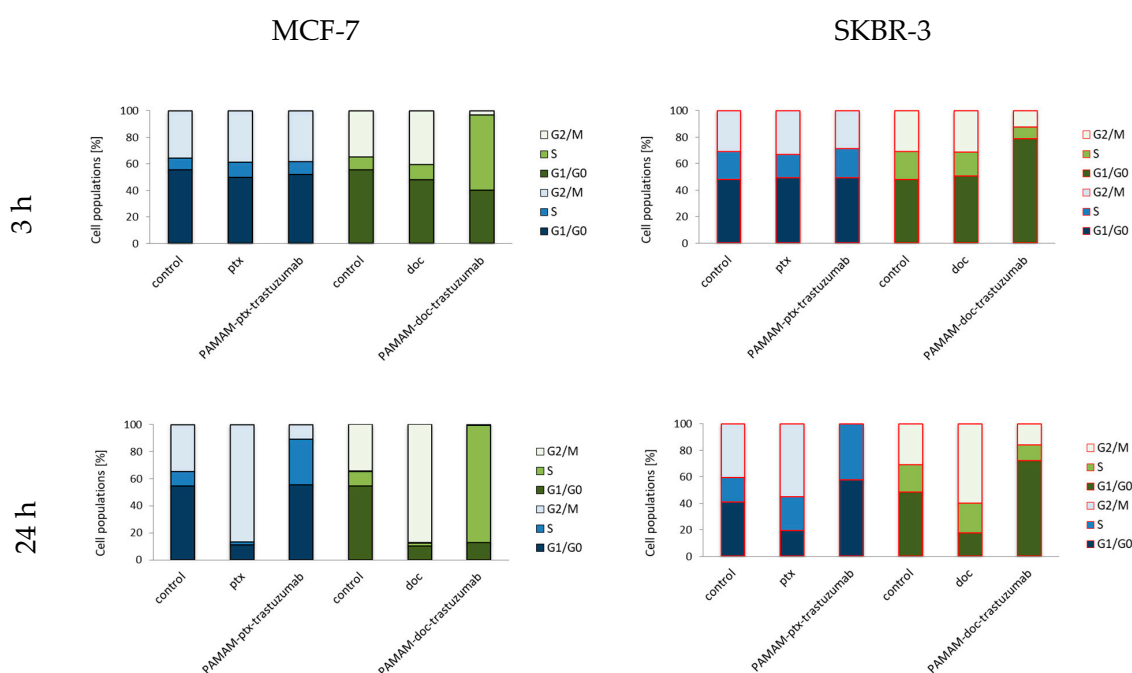 MCF-7
SKBR-3
3 h
Cell populations [%]
100
80
60
40
20
0
control
ptx
PAMAM-ptx-trastuzumab
control
doc
PAMAM-doc-trastuzumab
G2/M
S
G1/G0
G2/M
S
G1/G0
Cell populations [%]
100
80
60
40
20
0
control
ptx
PAMAM-ptx-trastuzumab
control
doc
PAMAM-doc-trastuzumab
G2/M
S
G1/G0
G2/M
S
G1/G0
24 h
Cell populations [%]
100
80
60
40
20
0
control
ptx
PAMAM-ptx-trastuzumab
control
doc
PAMAM-doc-trastuzumab
G2/M
S
G1/G0
G2/M
S
G1/G0
Cell populations [%]
100
80
60
40
20
0
control
ptx
PAMAM-ptx-trastuzumab
control
doc
PAMAM-doc-trastuzumab
G2/M
S
G1/G0
G2/M
S
G1/G0